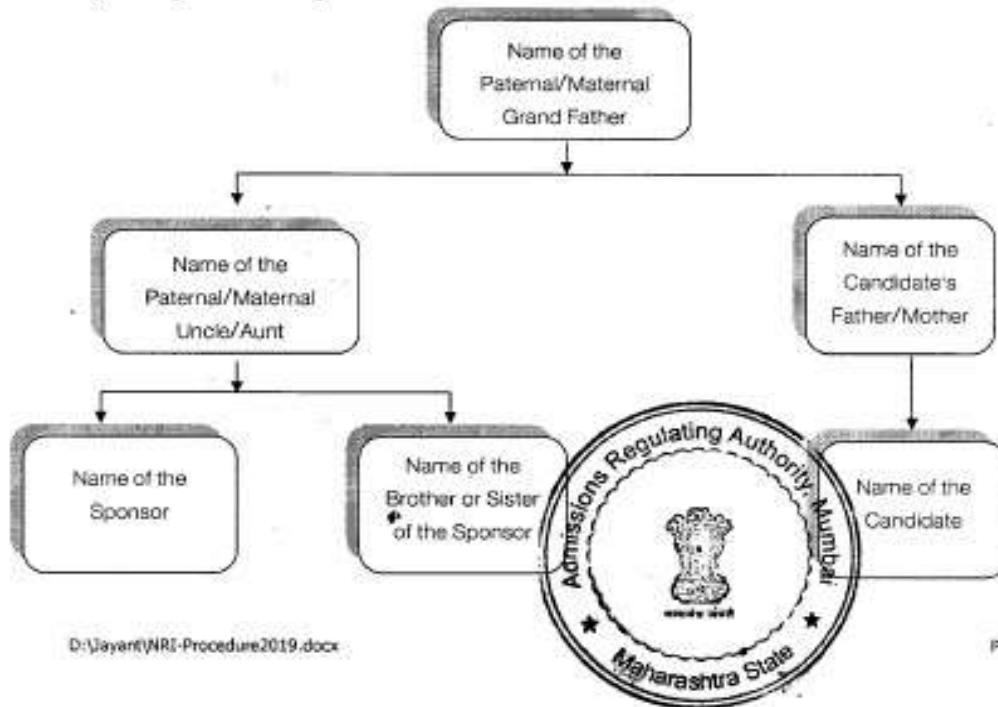 Name of the
Paternal/Maternal
Grand Father
Name of the
Paternal/Maternal
Uncle/Aunt
Name of the
Candidate's
Father/Mother
Name of the
Sponsor
Name of the
Brother or Sister
of the Sponsor
Name of the
Candidate
Admissions Regulating Authority, Mumbai
Maharashtra State
D:\Jayant\NRI-Procedure2019.docx